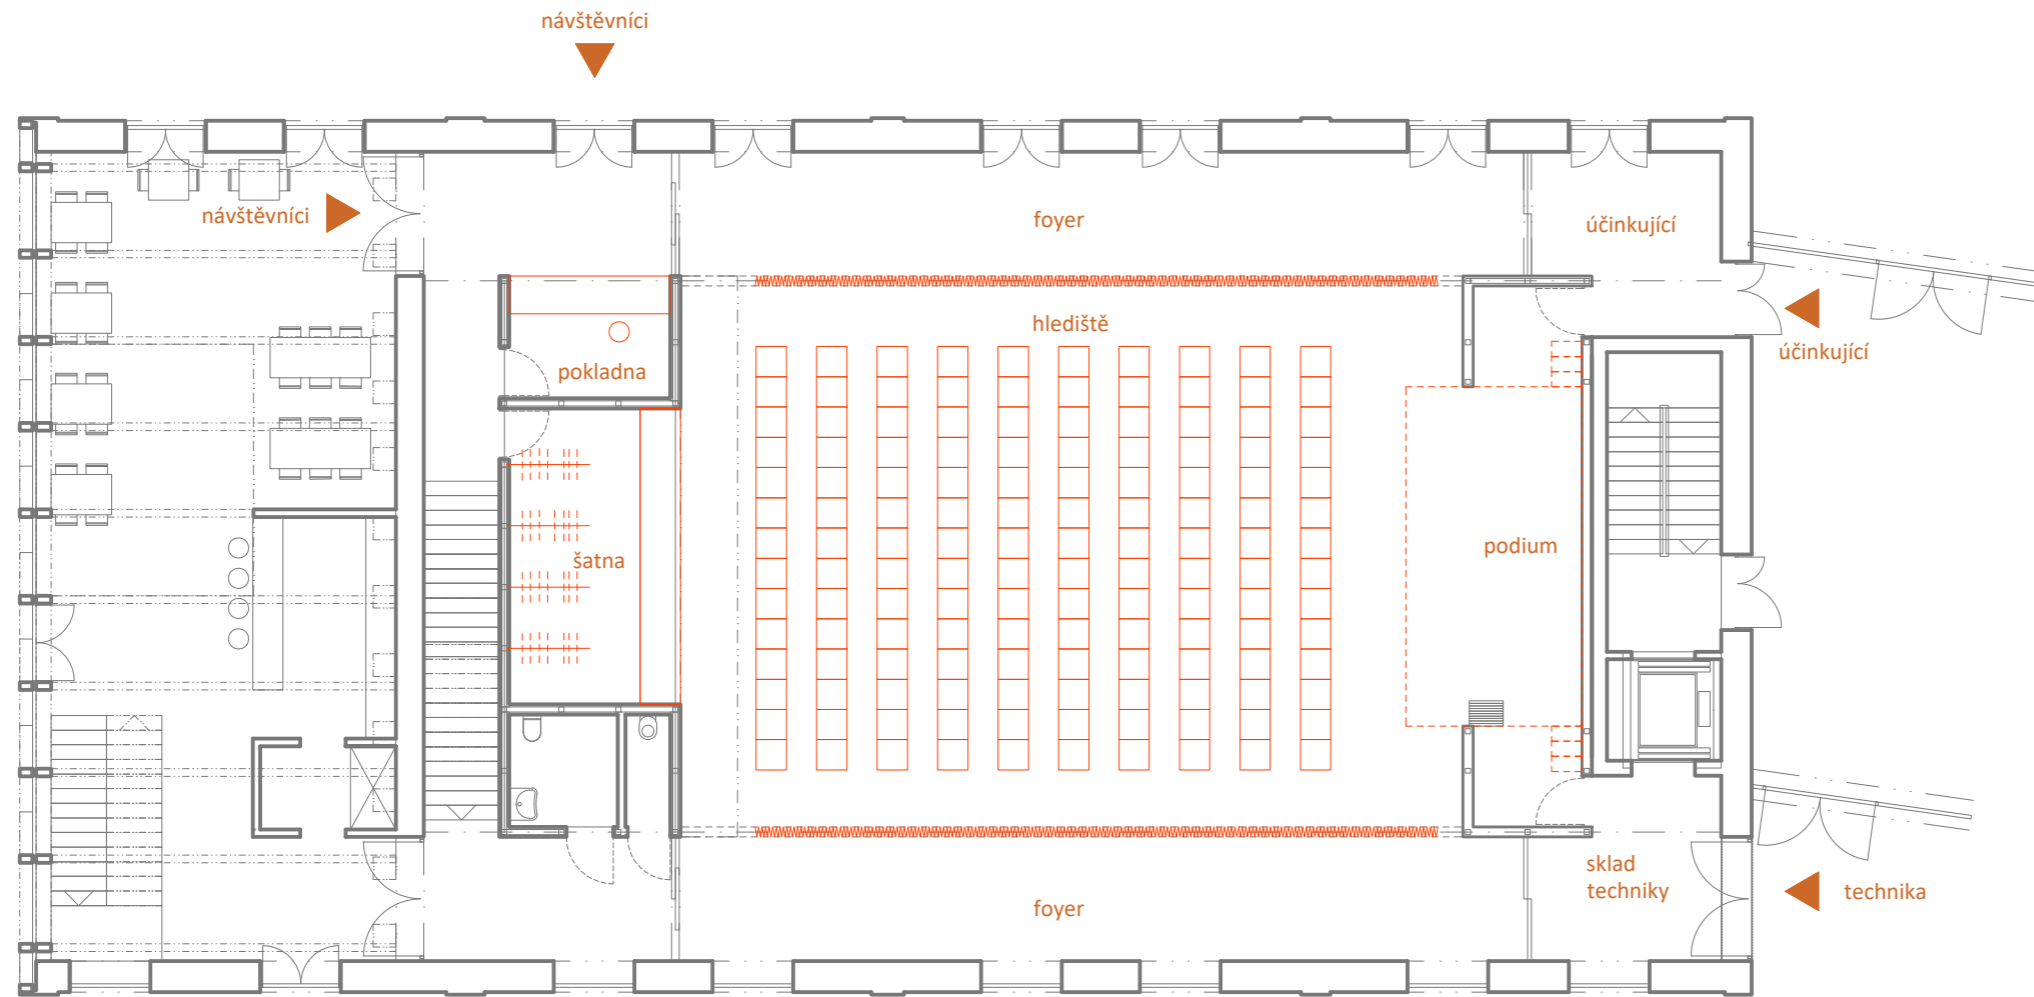 návštěvníci
návštěvníci
foyer
účinkující
hlediště
účinkující
pokladna
podium
šatna
sklad
techniky
technika
foyer